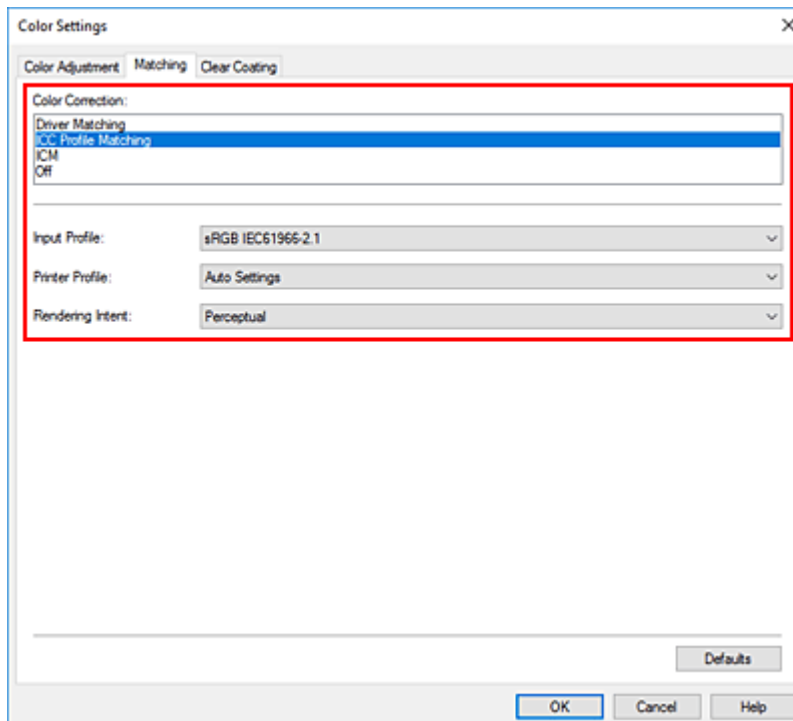 Color Settings
Color Adjustment Matching Clear Coating
Color Correction:
Driver Matching
ICC Profile Matching
ICM
Off
Input Profile: sRGB IEC61966-2.1
Printer Profile: Auto Settings
Rendering Intent: Perceptual
Defaults
OK Cancel Help